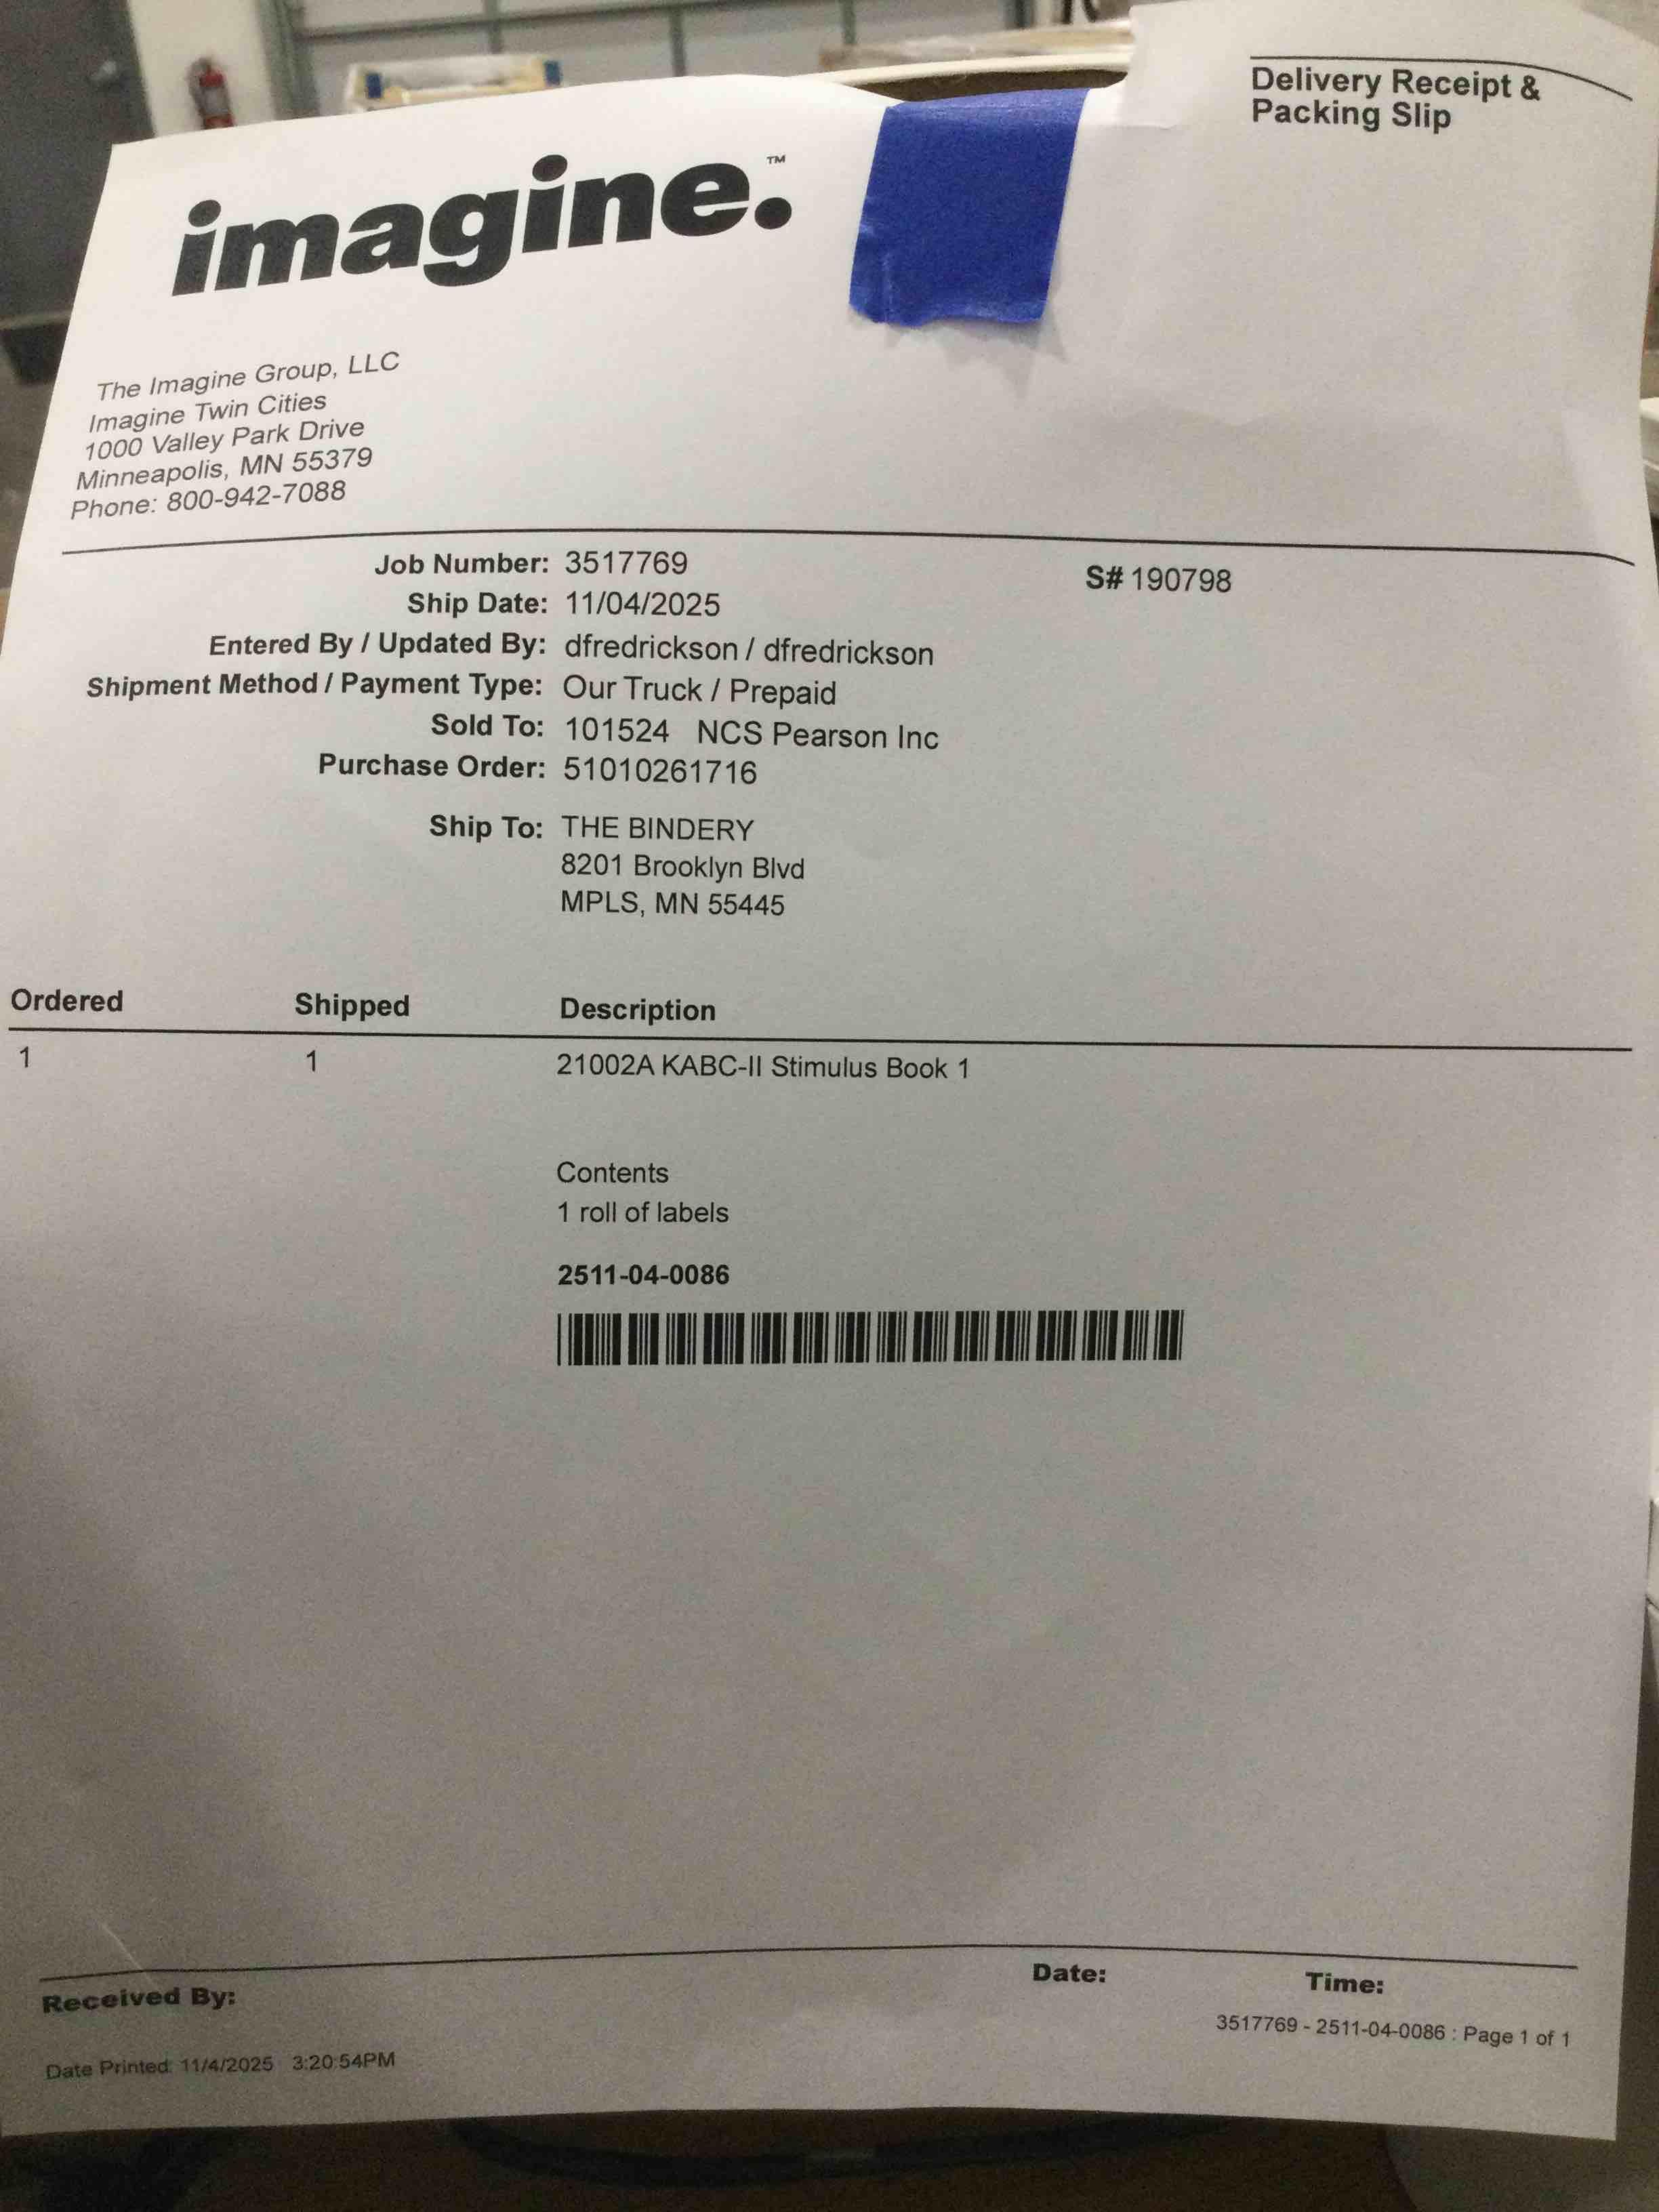 Delivery Receipt &
Packing Slip
imagine.™
The Imagine Group, LLC
Imagine Twin Cities
1000 Valley Park Drive
Minneapolis, MN 55379
Phone: 800-942-7088
Job Number: 3517769
S# 190798
Ship Date: 11/04/2025
Entered By / Updated By: dfredrickson / dfredrickson
Shipment Method / Payment Type: Our Truck / Prepaid
Sold To: 101524 NCS Pearson Inc
Purchase Order: 51010261716
Ship To: THE BINDERY
8201 Brooklyn Blvd
MPLS, MN 55445
Ordered Shipped Description
1 1 21002A KABC-II Stimulus Book 1
Contents
1 roll of labels
2511-04-0086
Received By: Date: Time:
3517769 - 2511-04-0086 : Page 1 of 1
Date Printed: 11/4/2025 3:20:54PM